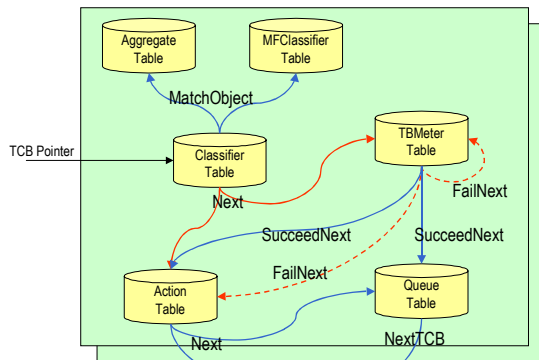 Aggregate
Table
MFClassifier
Table
MatchObject
TBMeter
Table
TCB Pointer
Classifier
Table
FailNext
Next
SucceedNext
SucceedNext
FailNext
Action
Table
Queue
Table
Next
NextTCB